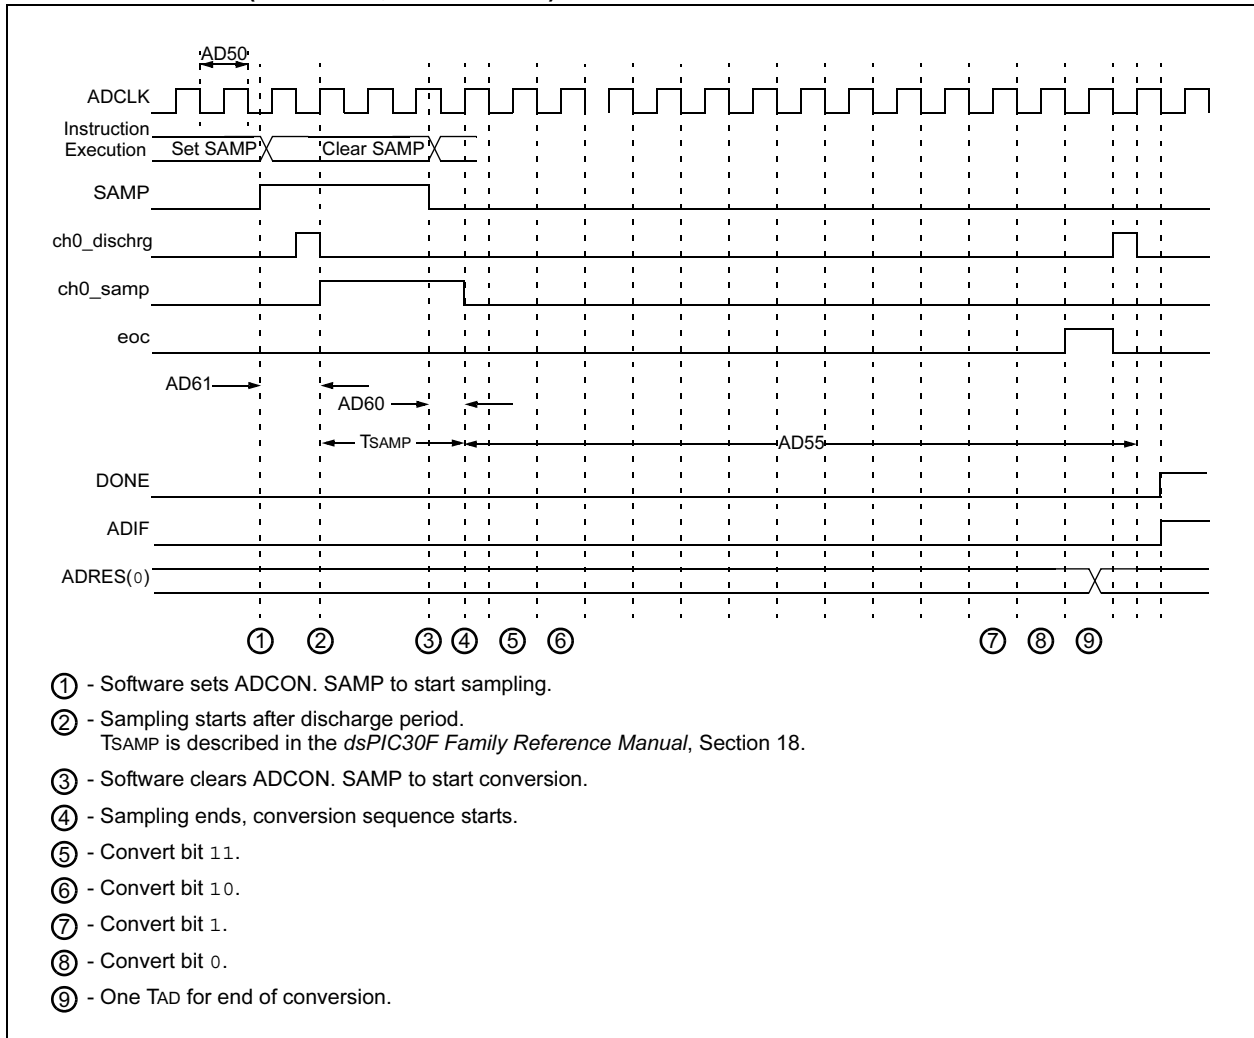 AD50
ADCLK
Instruction
Execution
Set SAMP
Clear SAMP
SAMP
ch0_dischrg
ch0_samp
eoc
AD61
AD60
TSAMP
AD55
DONE
ADIF
ADRES(0)
1 2 3 4 5 6 7 8 9
1 - Software sets ADCON. SAMP to start sampling.
2 - Sampling starts after discharge period.
TSAMP is described in the dsPIC30F Family Reference Manual, Section 18.
3 - Software clears ADCON. SAMP to start conversion.
4 - Sampling ends, conversion sequence starts.
5 - Convert bit 11.
6 - Convert bit 10.
7 - Convert bit 1.
8 - Convert bit 0.
9 - One TAD for end of conversion.